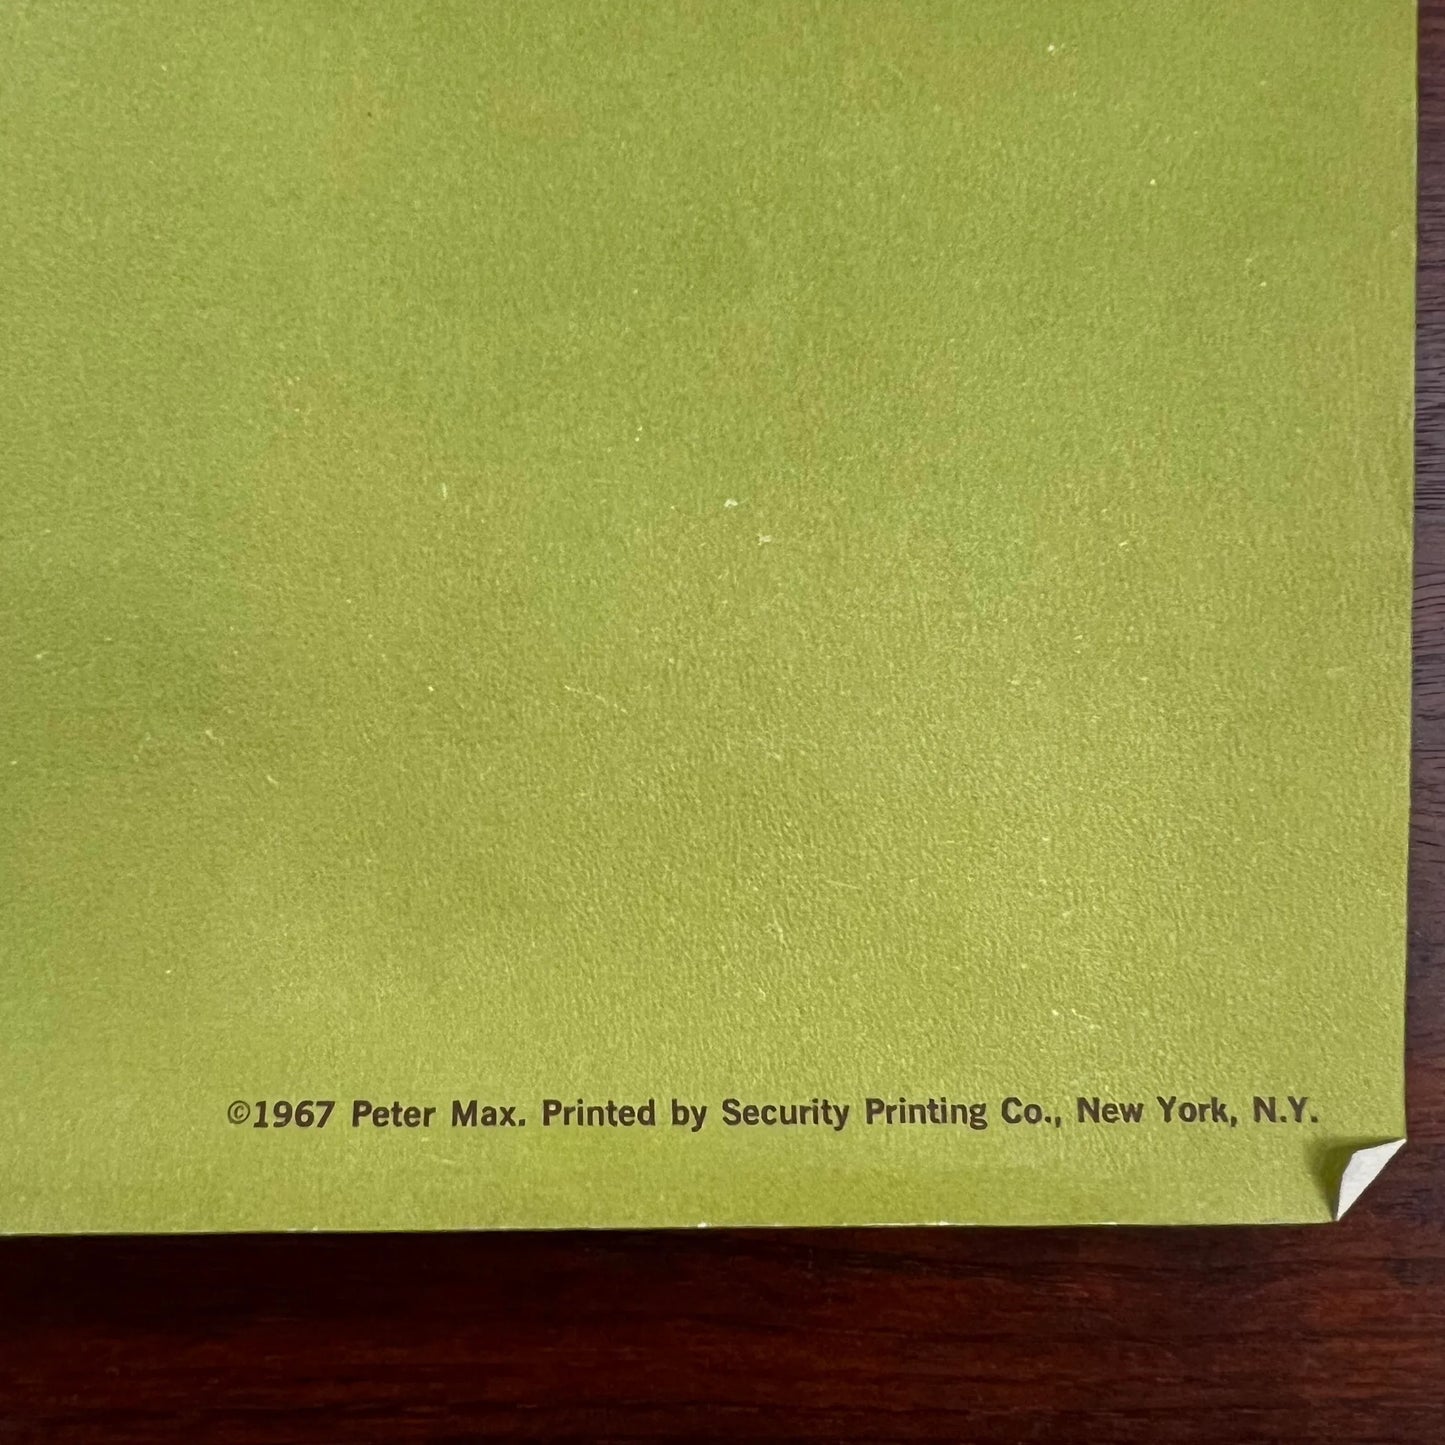 ©1967 Peter Max. Printed by Security Printing Co., New York, N.Y.